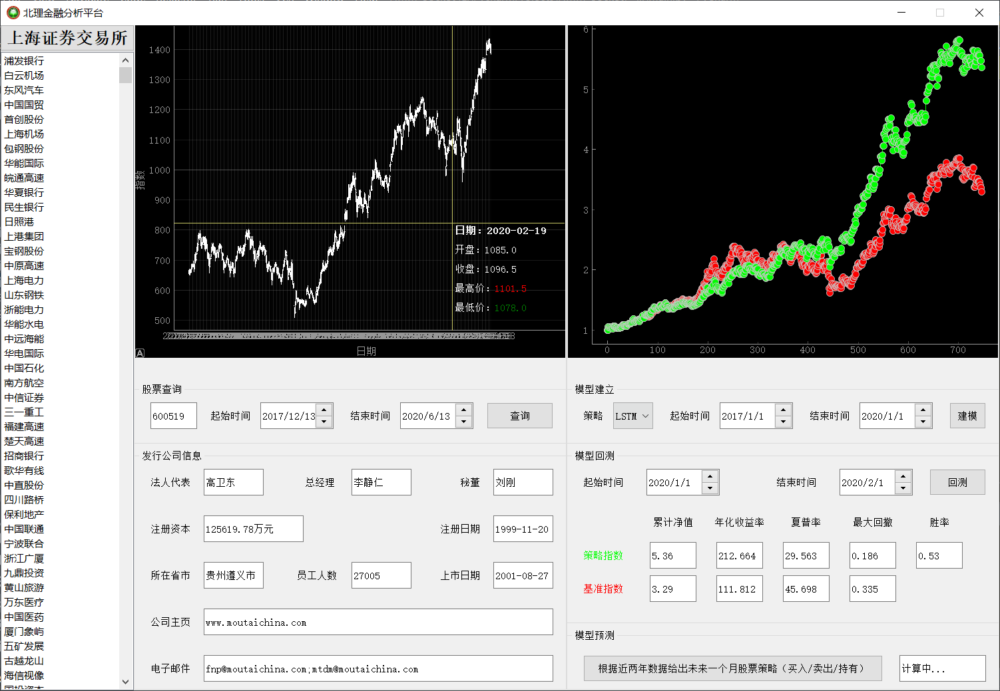 北理金融分析平台
上海证券交易所
浦发银行
白云机场
东风汽车
中国国贸
首创股份
上海机场
包钢股份
华能国际
皖通高速
华夏银行
民生银行
日照港
上港集团
宝钢股份
中原高速
上海电力
山东钢铁
浙能电力
华能水电
中远海能
华电国际
中国石化
南方航空
中信证券
三一重工
福建高速
楚天高速
招商银行
歌华有线
中直股份
四川路桥
保利地产
中国联通
宁波联合
浙江广厦
九鼎投资
黄山旅游
万东医疗
中国医药
厦门象屿
五矿发展
古越龙山
海信视像
1400
1300
1200
1100
1000
900
800
700
600
500
指数
日期：2020-02-19
开盘：1085.0
收盘：1096.5
最高价：1101.5
最低价：1078.0
日期
A
6
5
4
3
2
1
0 100 200 300 400 500 600 700
股票查询
600519 起始时间 2017/12/13 结束时间 2020/6/13 查询
发行公司信息
法人代表 高卫东 总经理 李静仁 秘董 刘刚
注册资本 125619.78万元 注册日期 1999-11-20
所在省市 贵州遵义市 员工人数 27005 上市日期 2001-08-27
公司主页 www.moutaichina.com
电子邮件 fnp@moutaichina.com;mtdm@moutaichina.com
模型建立
策略 LSTM 起始时间 2017/1/1 结束时间 2020/1/1 建模
模型回测
起始时间 2020/1/1 结束时间 2020/2/1 回测
累计净值 年化收益率 夏普率 最大回撤 胜率
策略指数 5.36 212.664 29.563 0.186 0.53
基准指数 3.29 111.812 45.698 0.335
模型预测
根据近两年数据给出未来一个月股票策略（买入/卖出/持有） 计算中...